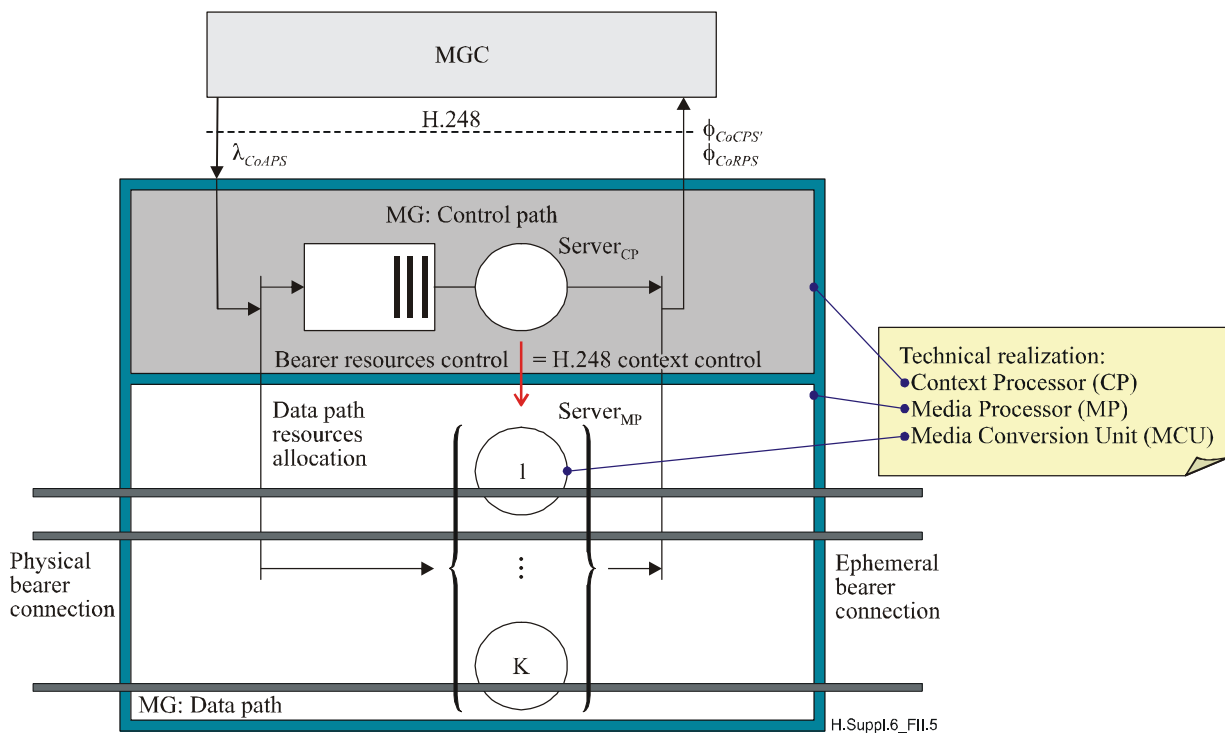 MGC
H.248
λCoAPS
ϕCoCPS'
ϕCoRPS
MG: Control path
ServerCP
Bearer resources control = H.248 context control
Technical realization:
Context Processor (CP)
Media Processor (MP)
Media Conversion Unit (MCU)
Data path
resources
allocation
ServerMP
1
⋮
K
Physical
bearer
connection
Ephemeral
bearer
connection
MG: Data path
H.Suppl.6_FII.5